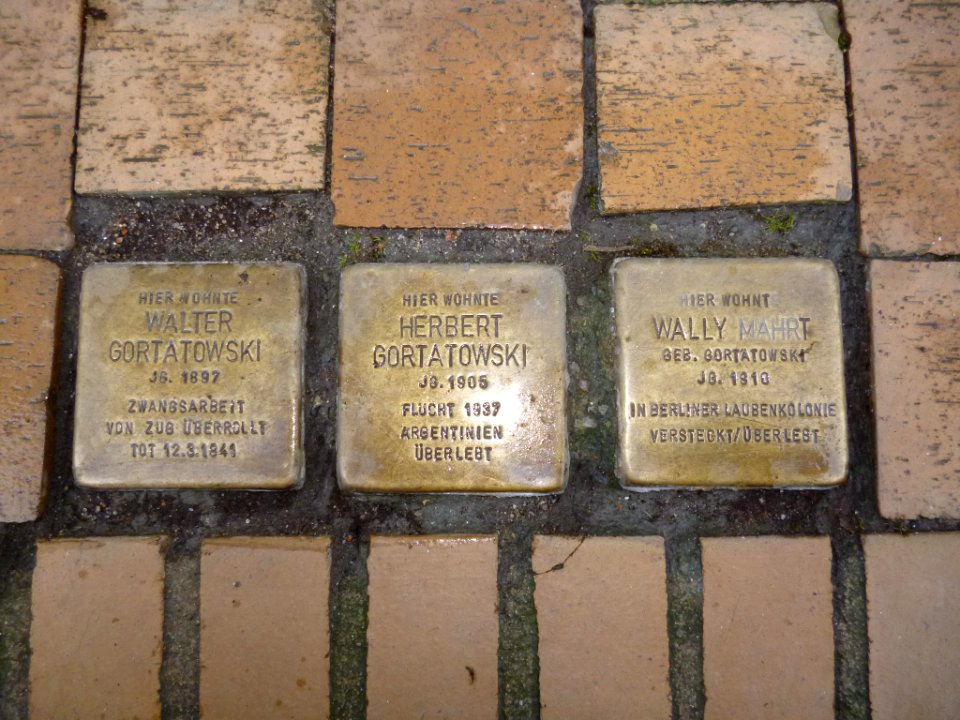 HIER WOHNTE
WALTER
GORTATOWSKI
JG. 1897
ZWANGSARBEIT
VON ZUG ÜBERROLLT
TOT 12.3.1941
HIER WOHNTE
HERBERT
GORTATOWSKI
JG. 1905
FLUCHT 1937
ARGENTINIEN
ÜBERLEBT
HIER WOHNTE
WALLY MAHRT
GEB. GORTATOWSKI
JG. 1910
IN BERLINER LAUBENKOLONIE
VERSTECKT/ÜBERLEBT